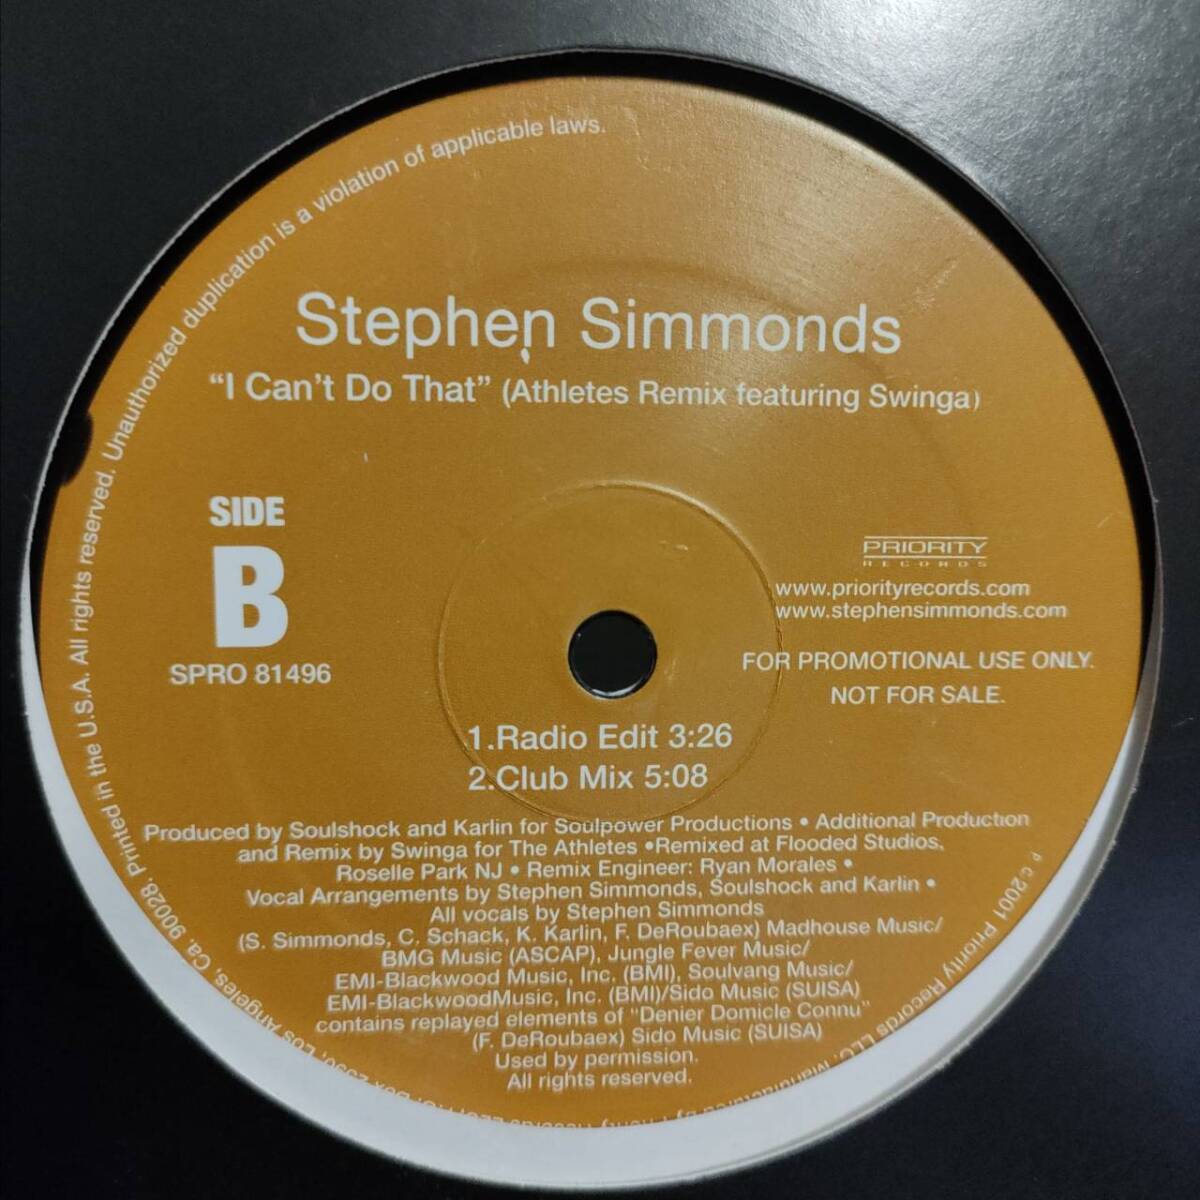 Stephen Simmonds
“I Can't Do That” (Athletes Remix featuring Swinga)
SIDE
B
SPRO 81496
PRIORITY
RECORDS
www.priorityrecords.com
www.stephensimmonds.com
FOR PROMOTIONAL USE ONLY.
NOT FOR SALE.
1.Radio Edit 3:26
2.Club Mix 5:08
Produced by Soulshock and Karlin for Soulpower Productions • Additional Production
and Remix by Swinga for The Athletes •Remixed at Flooded Studios,
Roselle Park NJ • Remix Engineer: Ryan Morales •
Vocal Arrangements by Stephen Simmonds, Soulshock and Karlin •
All vocals by Stephen Simmonds
(S. Simmonds, C. Schack, K. Karlin, F. DeRoubaex) Madhouse Music/
BMG Music (ASCAP), Jungle Fever Music/
EMI-Blackwood Music, Inc. (BMI), Soulvang Music/
EMI-BlackwoodMusic, Inc. (BMI)/Sido Music (SUISA)
contains replayed elements of "Denier Domicle Connu"
(F. DeRoubaex) Sido Music (SUISA)
Used by permission.
All rights reserved.
P C 2001 Priority Records LLC. Manufactured by Los Angeles, Ca. 90028 Printed in the U.S.A. All rights reserved. Unauthorized duplication is a violation of applicable laws.